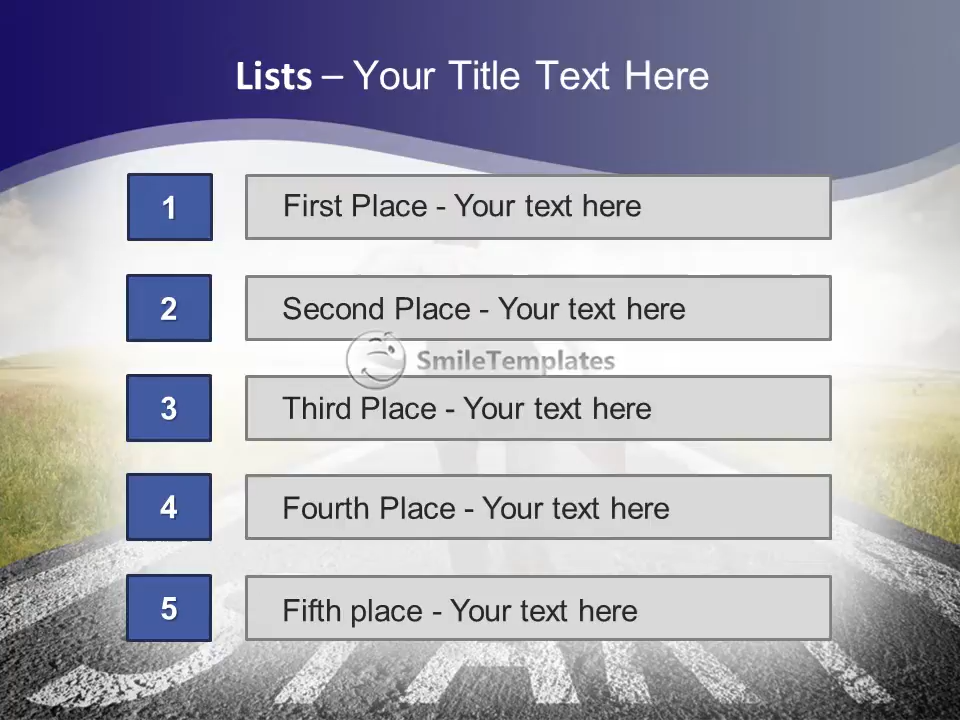 Lists – Your Title Text Here
1 First Place - Your text here
2 Second Place - Your text here
SmileTemplates
3 Third Place - Your text here
4 Fourth Place - Your text here
5 Fifth place - Your text here
START